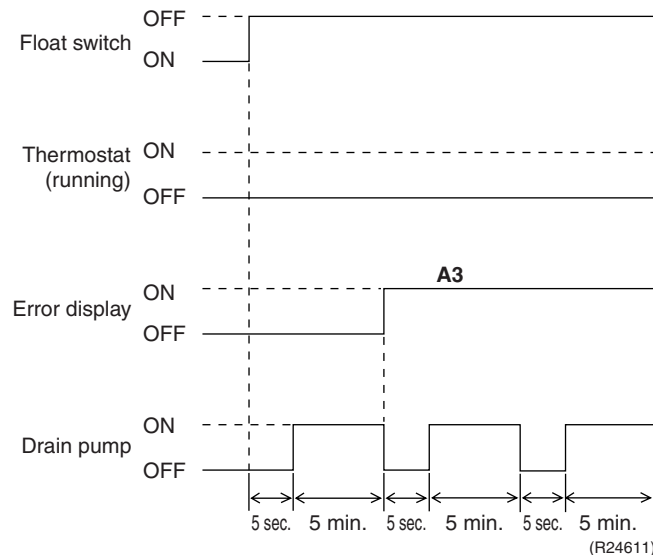 OFF
Float switch
ON
Thermostat ON
(running)
OFF
A3
ON
Error display
OFF
ON
Drain pump
OFF
5 sec. 5 min. 5 sec. 5 min. 5 sec. 5 min.
(R24611)